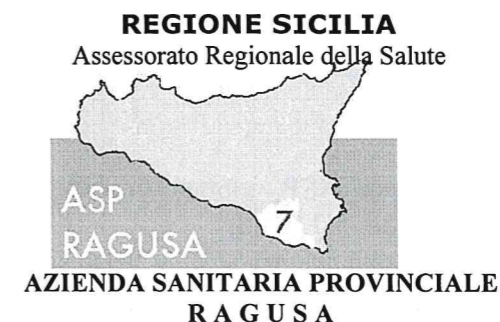 REGIONE SICILIA
Assessorato Regionale della Salute
ASP
RAGUSA
7
AZIENDA SANITARIA PROVINCIALE
RAGUSA